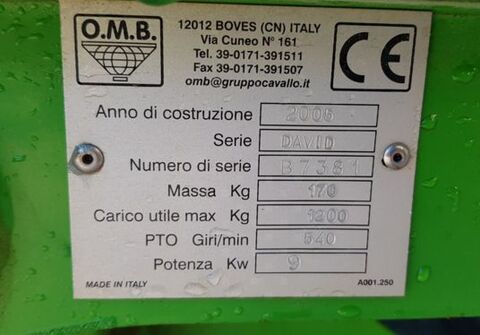 O.M.B.
12012 BOVES (CN) ITALY
Via Cuneo N° 161
Tel. 39-0171-391511
Fax 39-0171-391507
omb@gruppocavallo.it
CE
Anno di costruzione 2006
Serie DAVID
Numero di serie B7381
Massa Kg 170
Carico utile max Kg 1200
PTO Giri/min 540
Potenza Kw 9
MADE IN ITALY A001.250